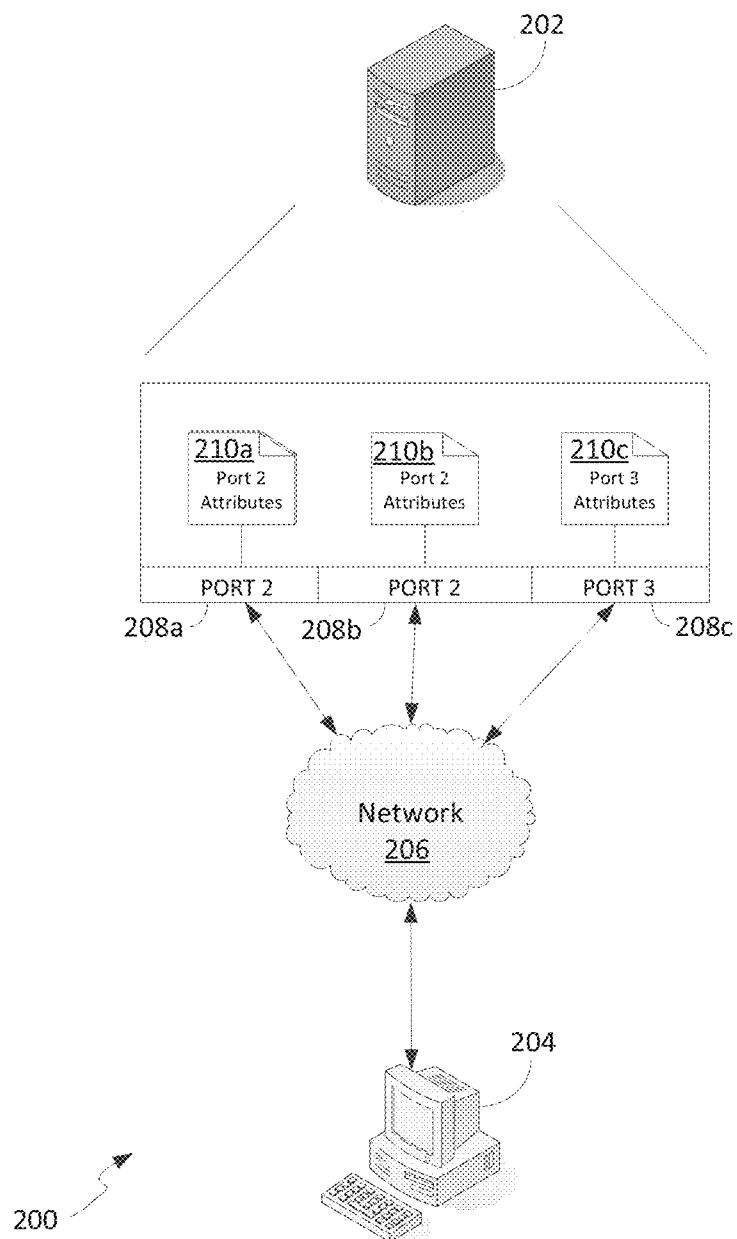 202
210a
Port 2
Attributes
210b
Port 2
Attributes
210c
Port 3
Attributes
PORT 2
PORT 2
PORT 3
208a
208b
208c
Network
206
204
200